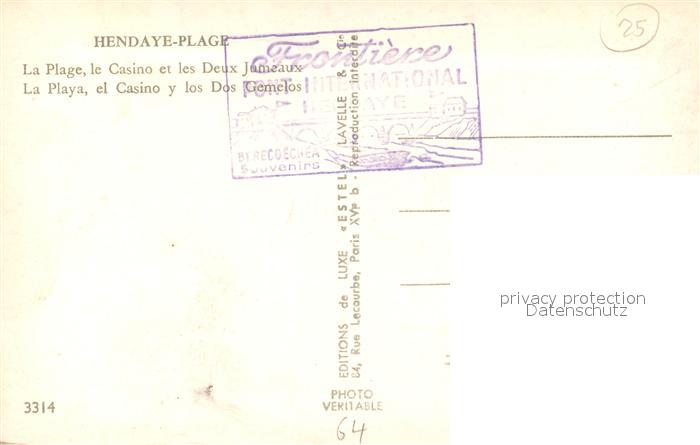 HENDAYE-PLAGE
La Plage, le Casino et les Deux Jumeaux
La Playa, el Casino y los Dos Gemelos
Frontière
PONT INTERNATIONAL
HENDAYE
BERECOECHEA
Souvenirs
25
EDITIONS de LUXE «ESTEL» LAVELLE & Cie
84, Rue Lecourbe, Paris XVe b - Reproduction interdite
privacy protection
Datenschutz
3314
PHOTO
VERITABLE
64